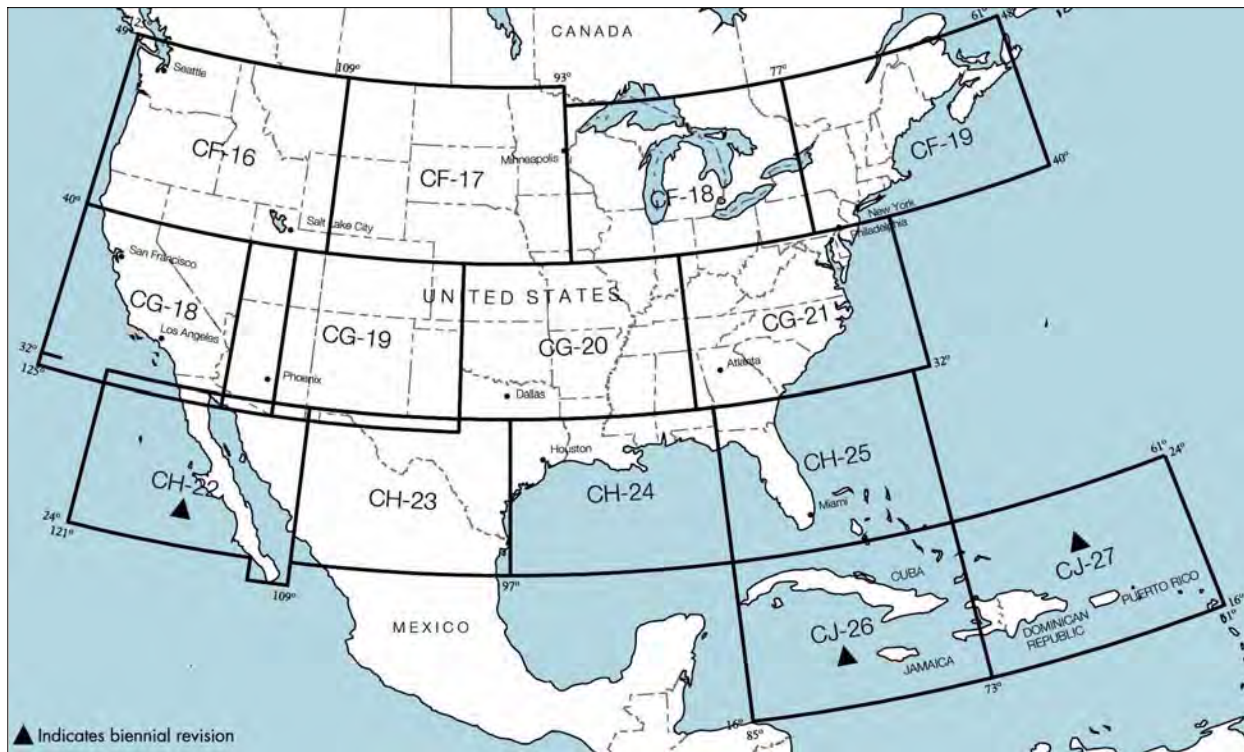 CANADA
61°
48°
125°
49°
109°
93°
77°
Seattle
CF-16
CF-17
Minneapolis
CF-18
CF-19
40°
40°
Salt Lake City
New York
Philadelphia
San Francisco
UNITED STATES
CG-18
CG-19
CG-20
CG-21
Los Angeles
32°
125°
Phoenix
Dallas
Atlanta
32°
Houston
CH-22
CH-23
CH-24
CH-25
61°
24°
24°
121°
Miami
109°
97°
CUBA
CJ-27
PUERTO RICO
MEXICO
CJ-26
DOMINICAN
REPUBLIC
16°
61°
JAMAICA
73°
16°
85°
Indicates biennial revision